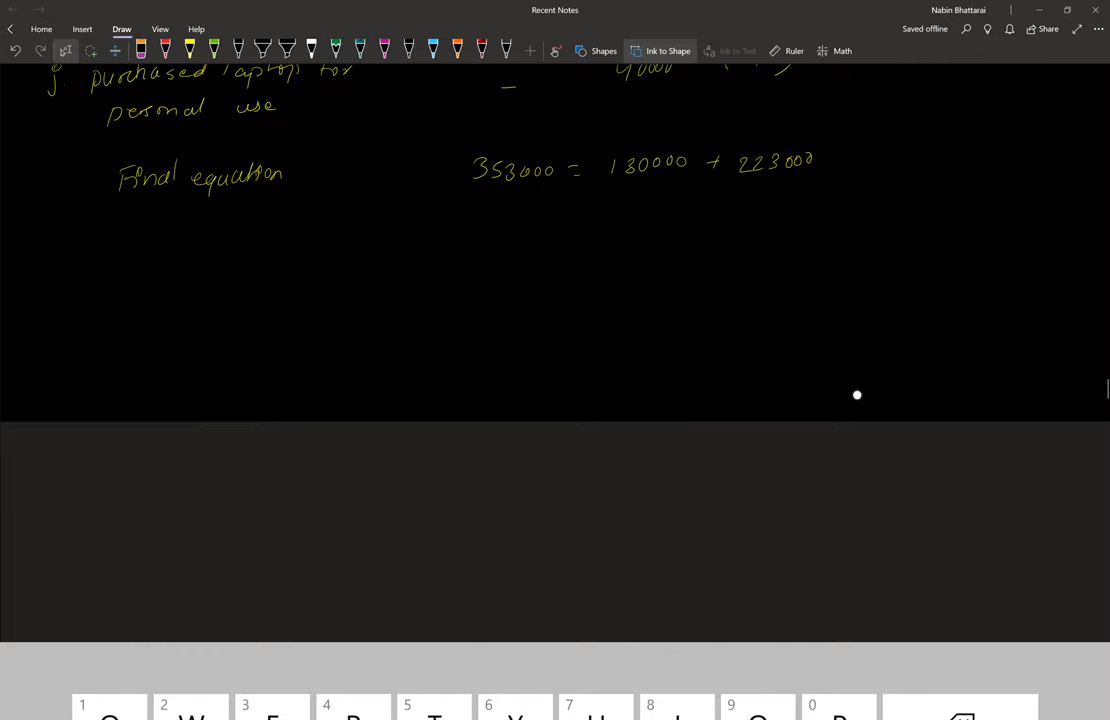 Recent Notes
Nabin Bhattarai
Home Insert Draw View Help
Saved offline
Share
Shapes Ink to Shape Ink to Text Ruler Math
j. purchased laptop for
personal use
-
40000
Final equation 353000 = 130000 + 223000
1 2 3 4 5 6 7 8 9 0